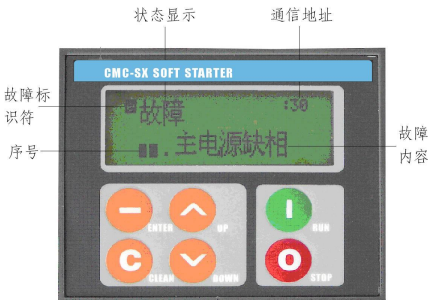 状态显示
通信地址
CMC-SX SOFT STARTER
故障标
识符
故障
:30
序号
.主电源缺相
故障
内容
ENTER
UP
RUN
C
CLEAN
DOWN
STOP